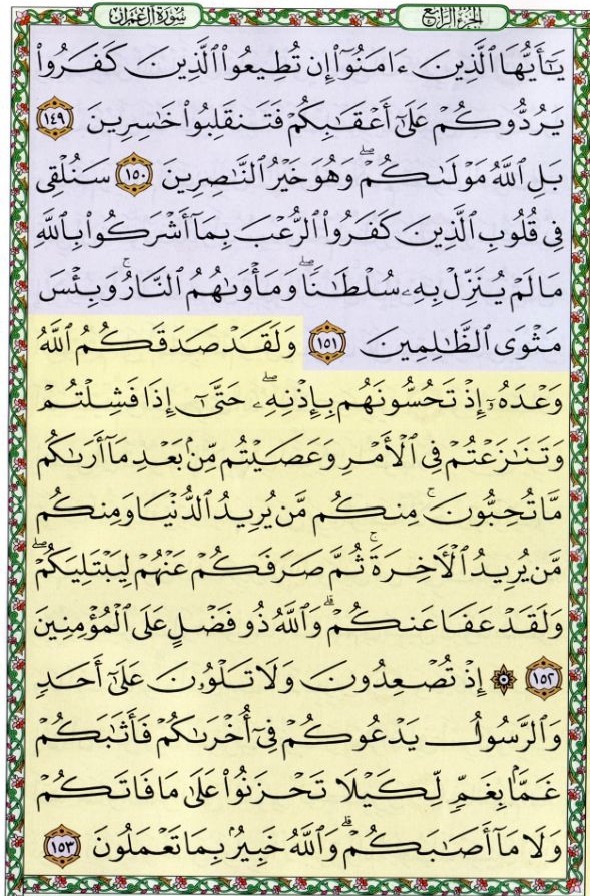 سُورَةُ آلِ عِمْرَانَ
الجُزْءُ الرَّابِعُ
يَـٰٓأَيُّهَا ٱلَّذِينَ ءَامَنُوٓا۟ إِن تُطِيعُوا۟ ٱلَّذِينَ كَفَرُوا۟
يَرُدُّوكُمْ عَلَىٰٓ أَعْقَـٰبِكُمْ فَتَنقَلِبُوا۟ خَـٰسِرِينَ ١٤٩
بَلِ ٱللَّهُ مَوْلَىٰكُمْ ۖ وَهُوَ خَيْرُ ٱلنَّـٰصِرِينَ ١٥٠ سَنُلْقِى
فِى قُلُوبِ ٱلَّذِينَ كَفَرُوا۟ ٱلرُّعْبَ بِمَآ أَشْرَكُوا۟ بِٱللَّهِ
مَا لَمْ يُنَزِّلْ بِهِۦ سُلْطَـٰنًا ۖ وَمَأْوَىٰهُمُ ٱلنَّارُ ۚ وَبِئْسَ
مَثْوَى ٱلظَّـٰلِمِينَ ١٥١ وَلَقَدْ صَدَقَكُمُ ٱللَّهُ
وَعْدَهُۥٓ إِذْ تَحُسُّونَهُم بِإِذْنِهِۦ ۖ حَتَّىٰٓ إِذَا فَشِلْتُمْ
وَتَنَـٰزَعْتُمْ فِى ٱلْأَمْرِ وَعَصَيْتُم مِّنۢ بَعْدِ مَآ أَرَىٰكُم
مَّا تُحِبُّونَ ۚ مِنكُم مَّن يُرِيدُ ٱلدُّنْيَا وَمِنكُم
مَّن يُرِيدُ ٱلْـَٔاخِرَةَ ۚ ثُمَّ صَرَفَكُمْ عَنْهُمْ لِيَبْتَلِيَكُمْ ۖ
وَلَقَدْ عَفَا عَنكُمْ ۗ وَٱللَّهُ ذُو فَضْلٍ عَلَى ٱلْمُؤْمِنِينَ
١٥٢ ۞ إِذْ تُصْعِدُونَ وَلَا تَلْوُۥنَ عَلَىٰٓ أَحَدٍ
وَٱلرَّسُولُ يَدْعُوكُمْ فِىٓ أُخْرَىٰكُمْ فَأَثَـٰبَكُمْ
غَمًّۢا بِغَمٍّ لِّكَيْلَا تَحْزَنُوا۟ عَلَىٰ مَا فَاتَكُمْ
وَلَا مَآ أَصَـٰبَكُمْ ۗ وَٱللَّهُ خَبِيرٌۢ بِمَا تَعْمَلُونَ ١٥٣